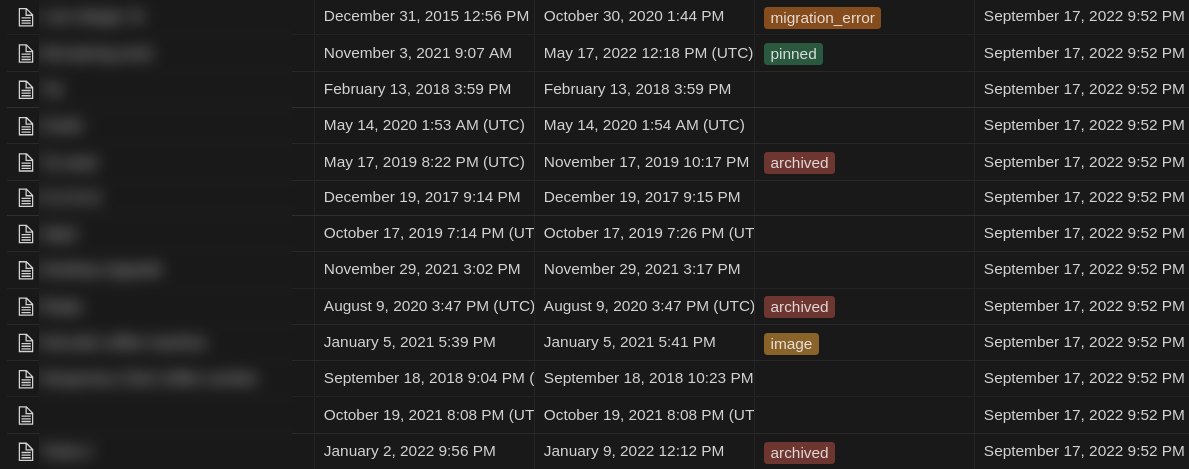 December 31, 2015 12:56 PM October 30, 2020 1:44 PM migration_error September 17, 2022 9:52 PM
November 3, 2021 9:07 AM May 17, 2022 12:18 PM (UTC) pinned September 17, 2022 9:52 PM
February 13, 2018 3:59 PM February 13, 2018 3:59 PM September 17, 2022 9:52 PM
May 14, 2020 1:53 AM (UTC) May 14, 2020 1:54 AM (UTC) September 17, 2022 9:52 PM
May 17, 2019 8:22 PM (UTC) November 17, 2019 10:17 PM archived September 17, 2022 9:52 PM
December 19, 2017 9:14 PM December 19, 2017 9:15 PM September 17, 2022 9:52 PM
October 17, 2019 7:14 PM (UT October 17, 2019 7:26 PM (UT September 17, 2022 9:52 PM
November 29, 2021 3:02 PM November 29, 2021 3:17 PM September 17, 2022 9:52 PM
August 9, 2020 3:47 PM (UTC) August 9, 2020 3:47 PM (UTC) archived September 17, 2022 9:52 PM
January 5, 2021 5:39 PM January 5, 2021 5:41 PM image September 17, 2022 9:52 PM
September 18, 2018 9:04 PM ( September 18, 2018 10:23 PM September 17, 2022 9:52 PM
October 19, 2021 8:08 PM (UT October 19, 2021 8:08 PM (UT September 17, 2022 9:52 PM
January 2, 2022 9:56 PM January 9, 2022 12:12 PM archived September 17, 2022 9:52 PM